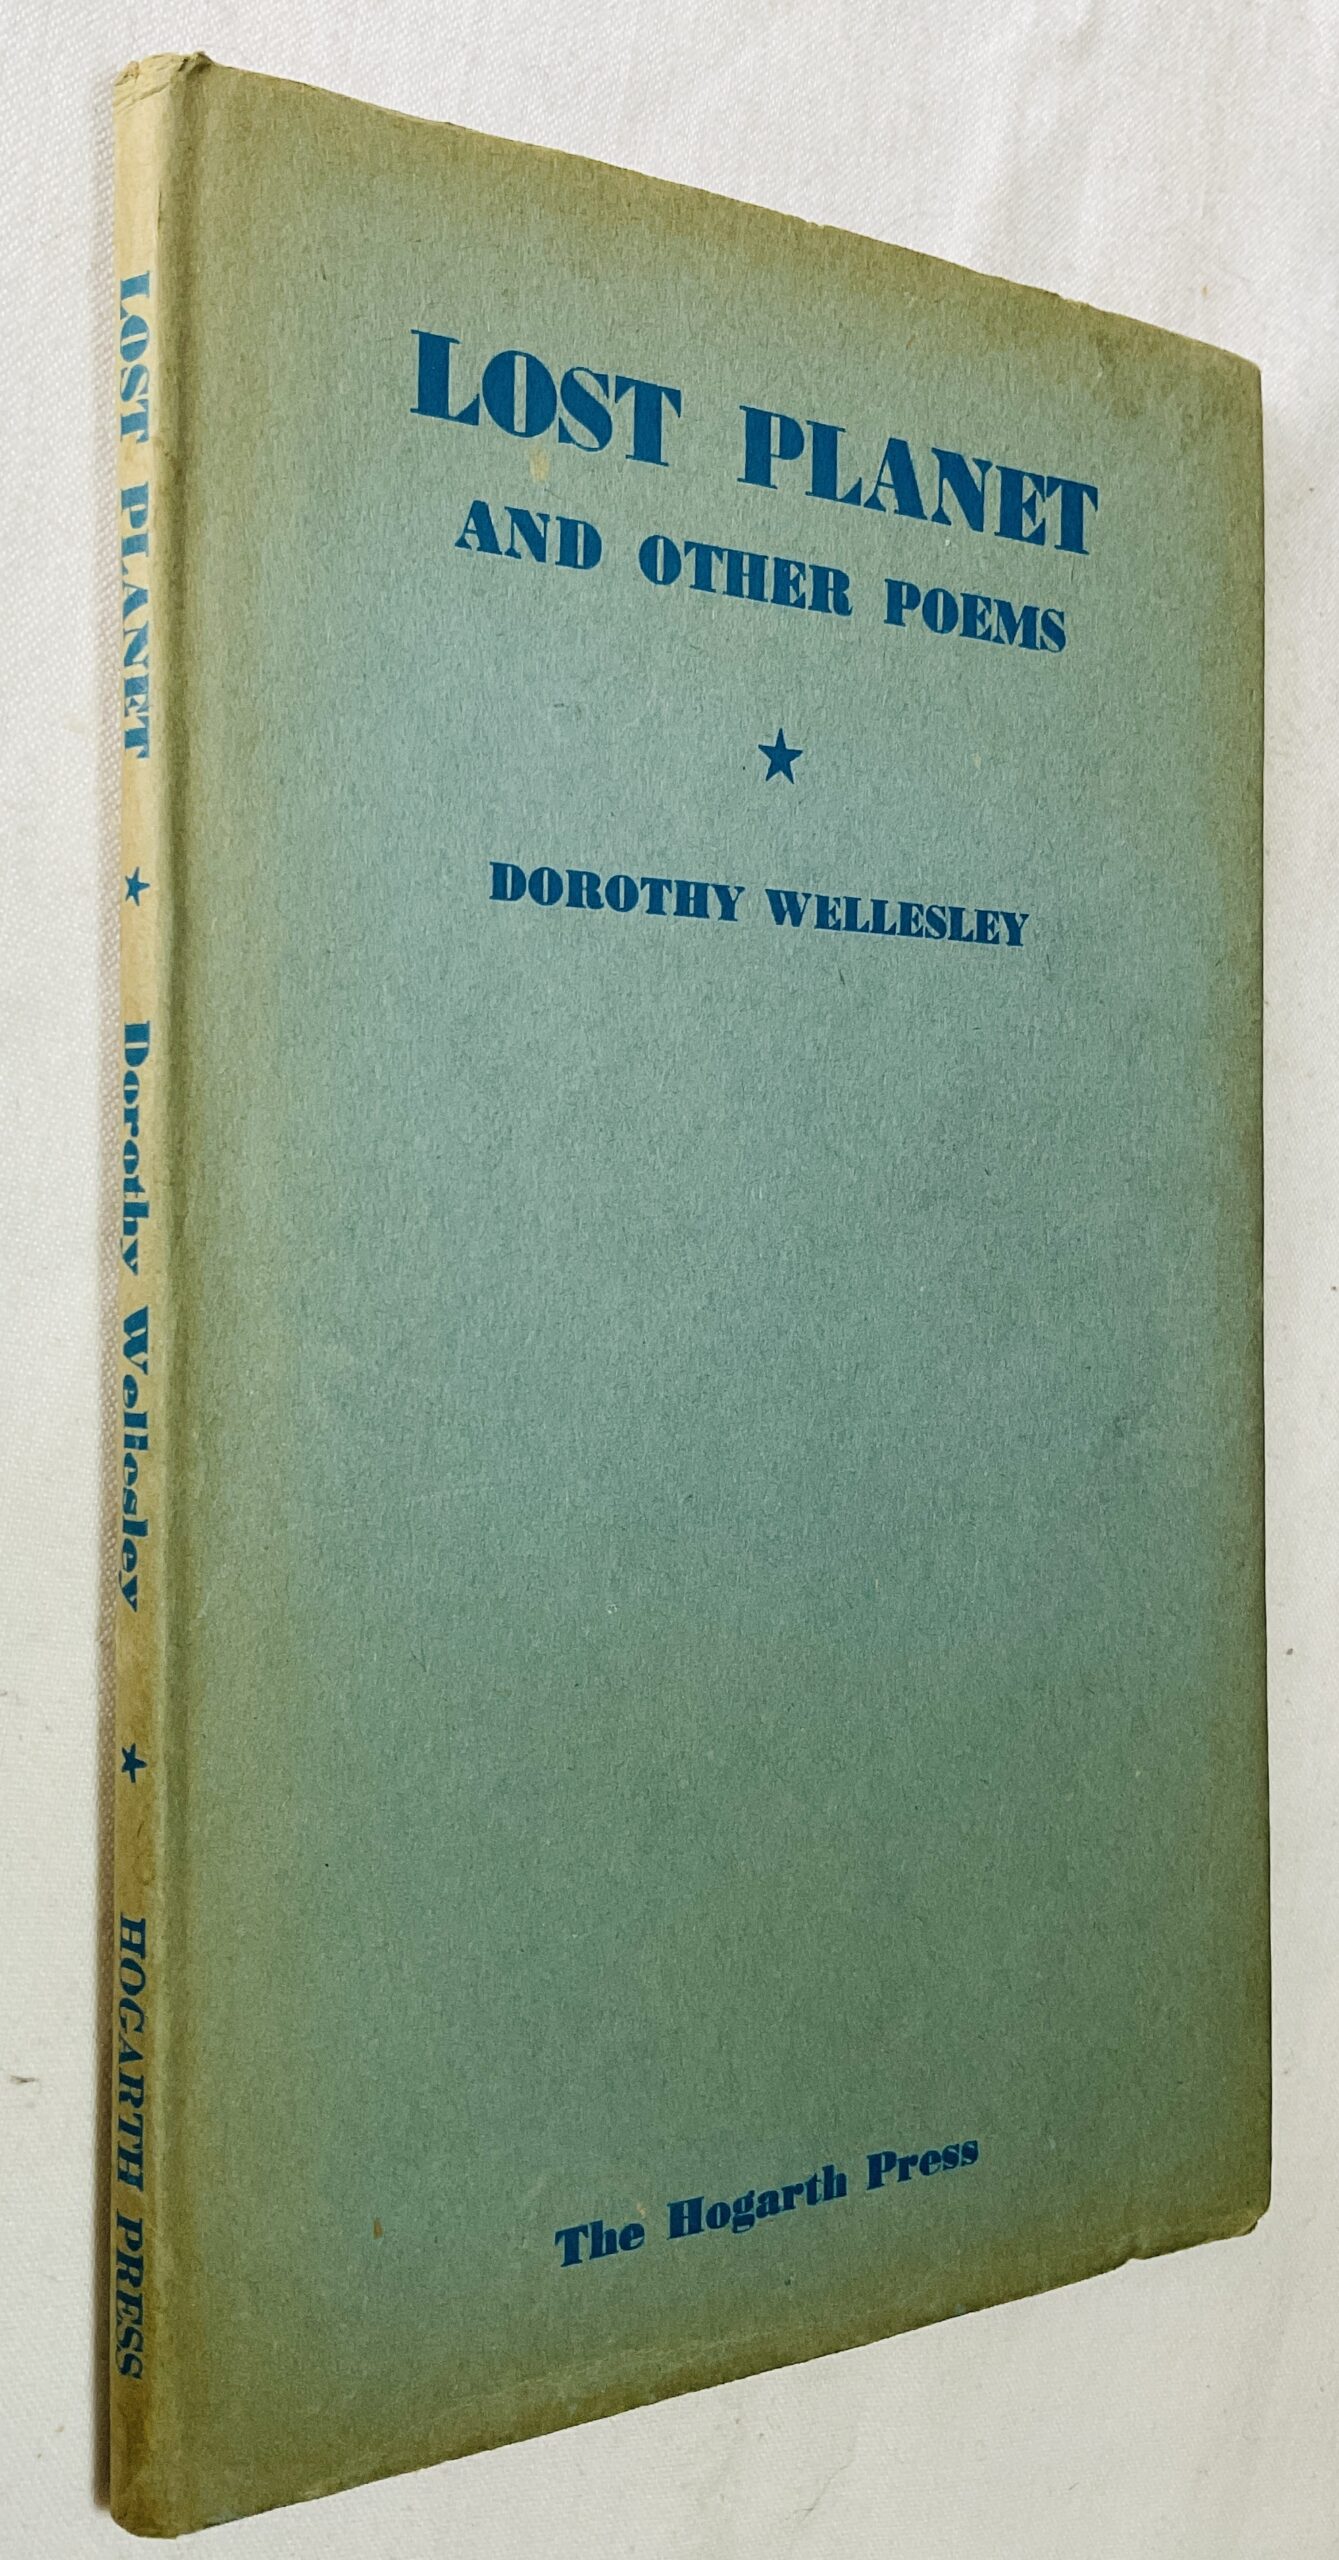 LOST PLANET
AND OTHER POEMS
★
DOROTHY WELLESLEY
The Hogarth Press
LOST PLANET ★ Dorothy Wellesley ★ HOGARTH PRESS